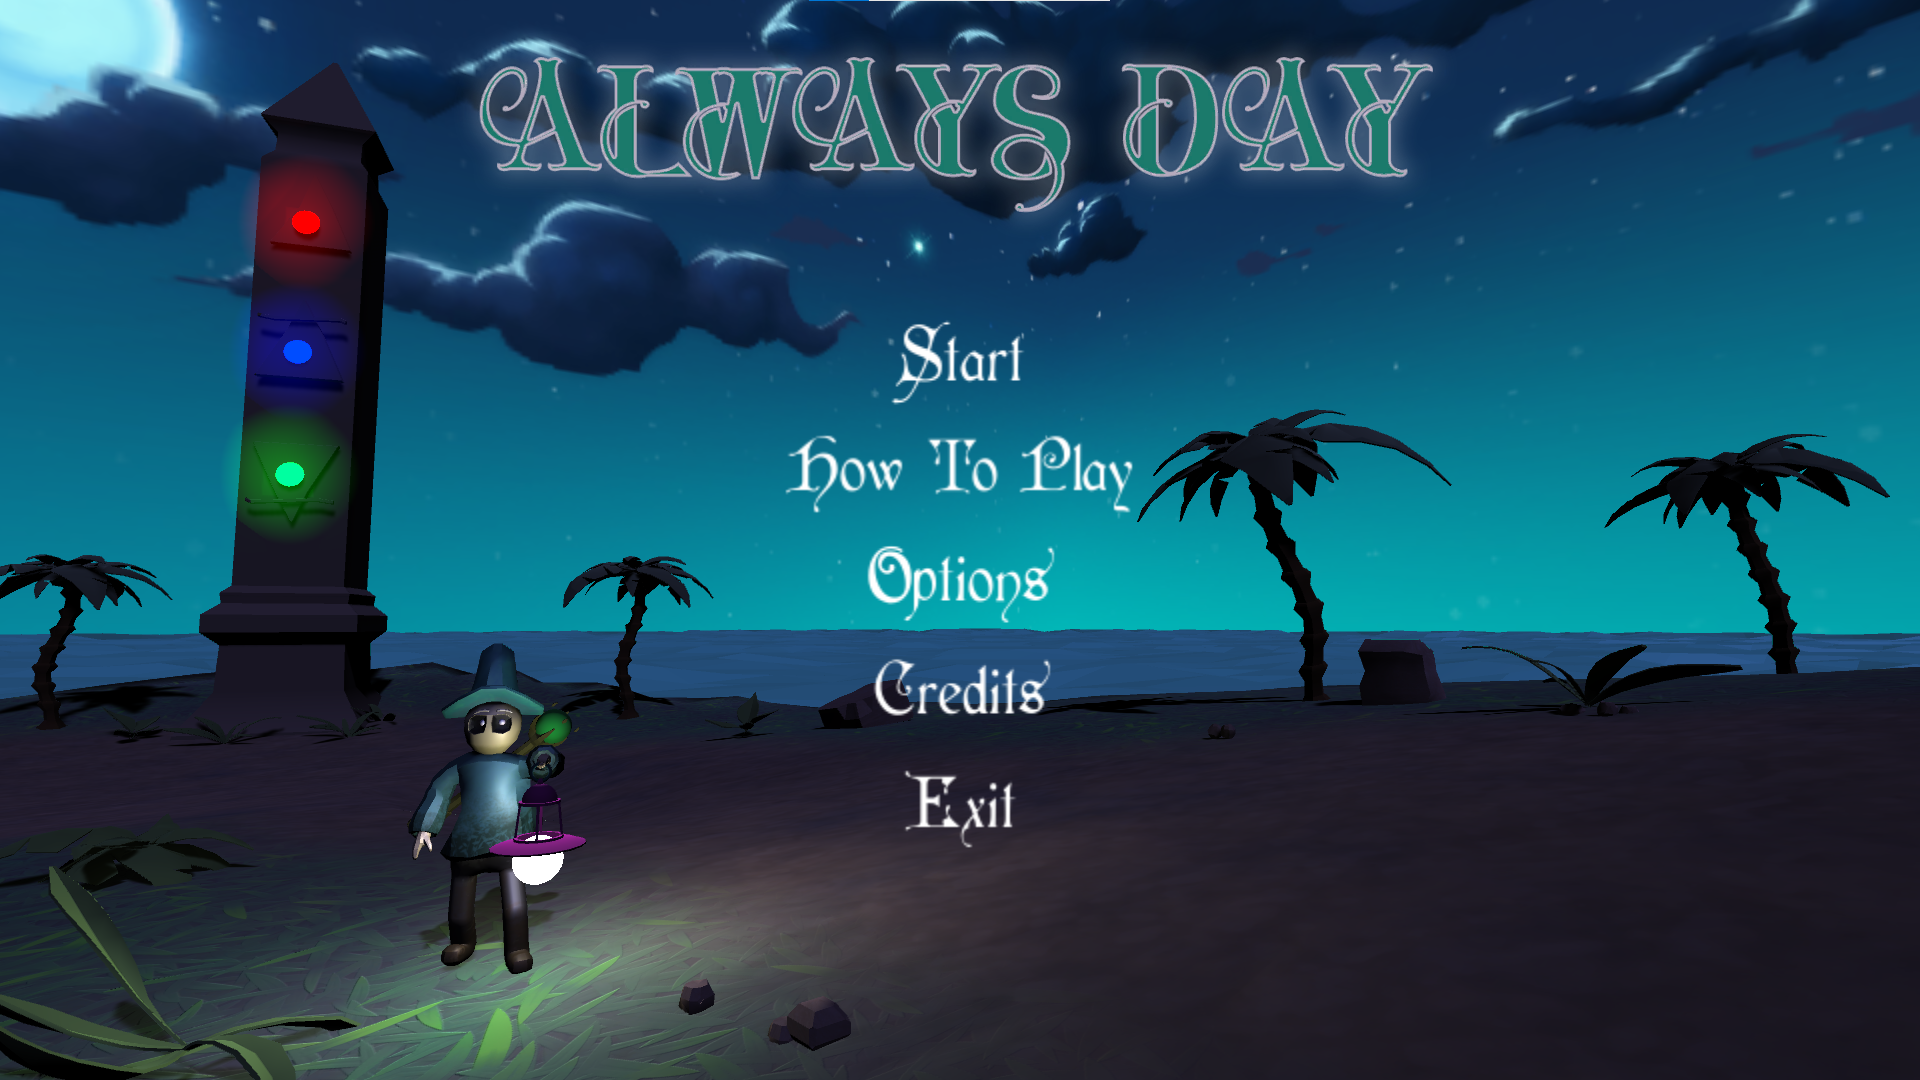 ALWAYS DAY
Start
How To Play
Options
Credits
Exit